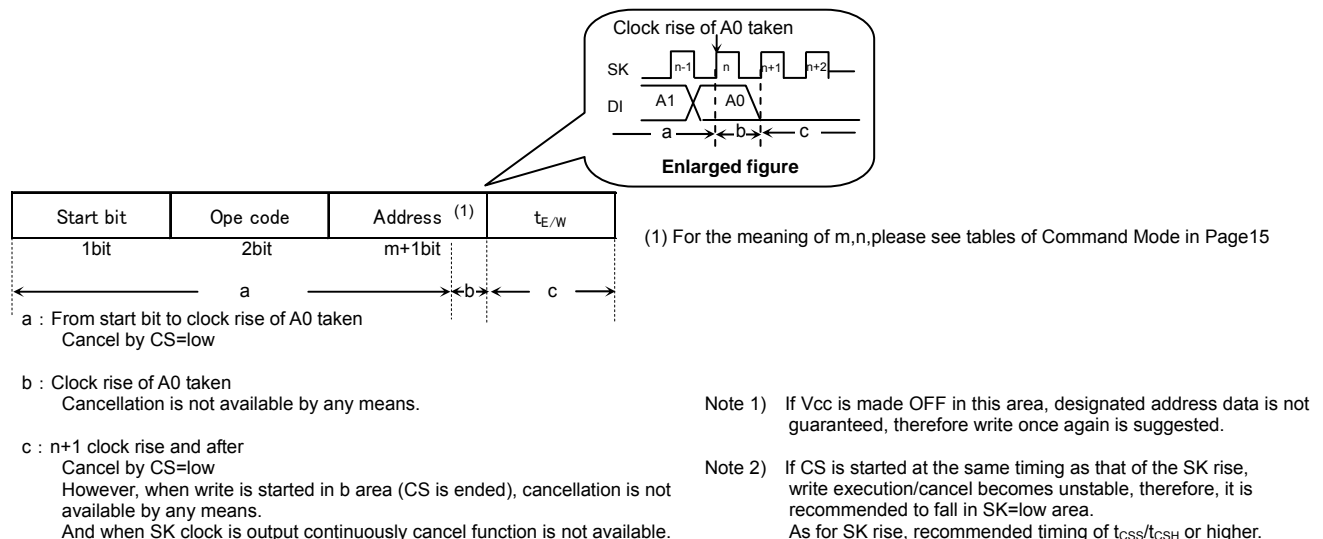 Clock rise of A0 taken
SK n-1 n n+1 n+2
DI A1 A0
a b c
Enlarged figure
Start bit Ope code Address (1) tE/W
1bit 2bit m+1bit
(1) For the meaning of m,n,please see tables of Command Mode in Page15
a b c
a : From start bit to clock rise of A0 taken
Cancel by CS=low
b : Clock rise of A0 taken
Cancellation is not available by any means.
c : n+1 clock rise and after
Cancel by CS=low
However, when write is started in b area (CS is ended), cancellation is not
available by any means.
And when SK clock is output continuously cancel function is not available.
Note 1) If Vcc is made OFF in this area, designated address data is not
guaranteed, therefore write once again is suggested.
Note 2) If CS is started at the same timing as that of the SK rise,
write execution/cancel becomes unstable, therefore, it is
recommended to fall in SK=low area.
As for SK rise, recommended timing of tCSS/tCSH or higher.